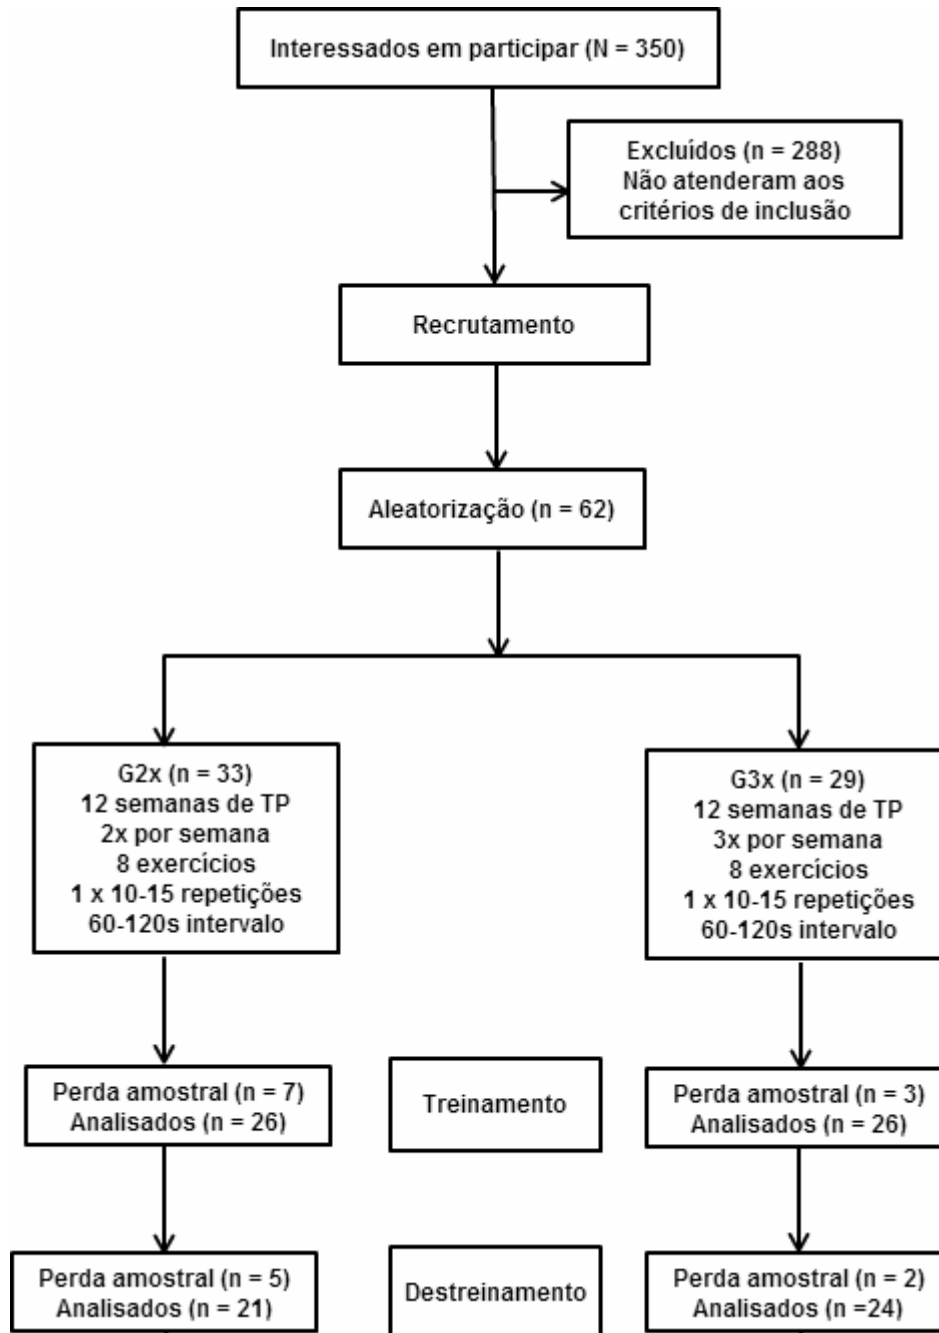 Interessados em participar (N = 350)
Excluídos (n = 288)
Não atenderam aos
critérios de inclusão
Recrutamento
Aleatorização (n = 62)
G2x (n = 33)
12 semanas de TP
2x por semana
8 exercícios
1 x 10-15 repetições
60-120s intervalo
G3x (n = 29)
12 semanas de TP
3x por semana
8 exercícios
1 x 10-15 repetições
60-120s intervalo
Perda amostral (n = 7)
Analisados (n = 26)
Treinamento
Perda amostral (n = 3)
Analisados (n = 26)
Perda amostral (n = 5)
Analisados (n = 21)
Destreinamento
Perda amostral (n = 2)
Analisados (n =24)